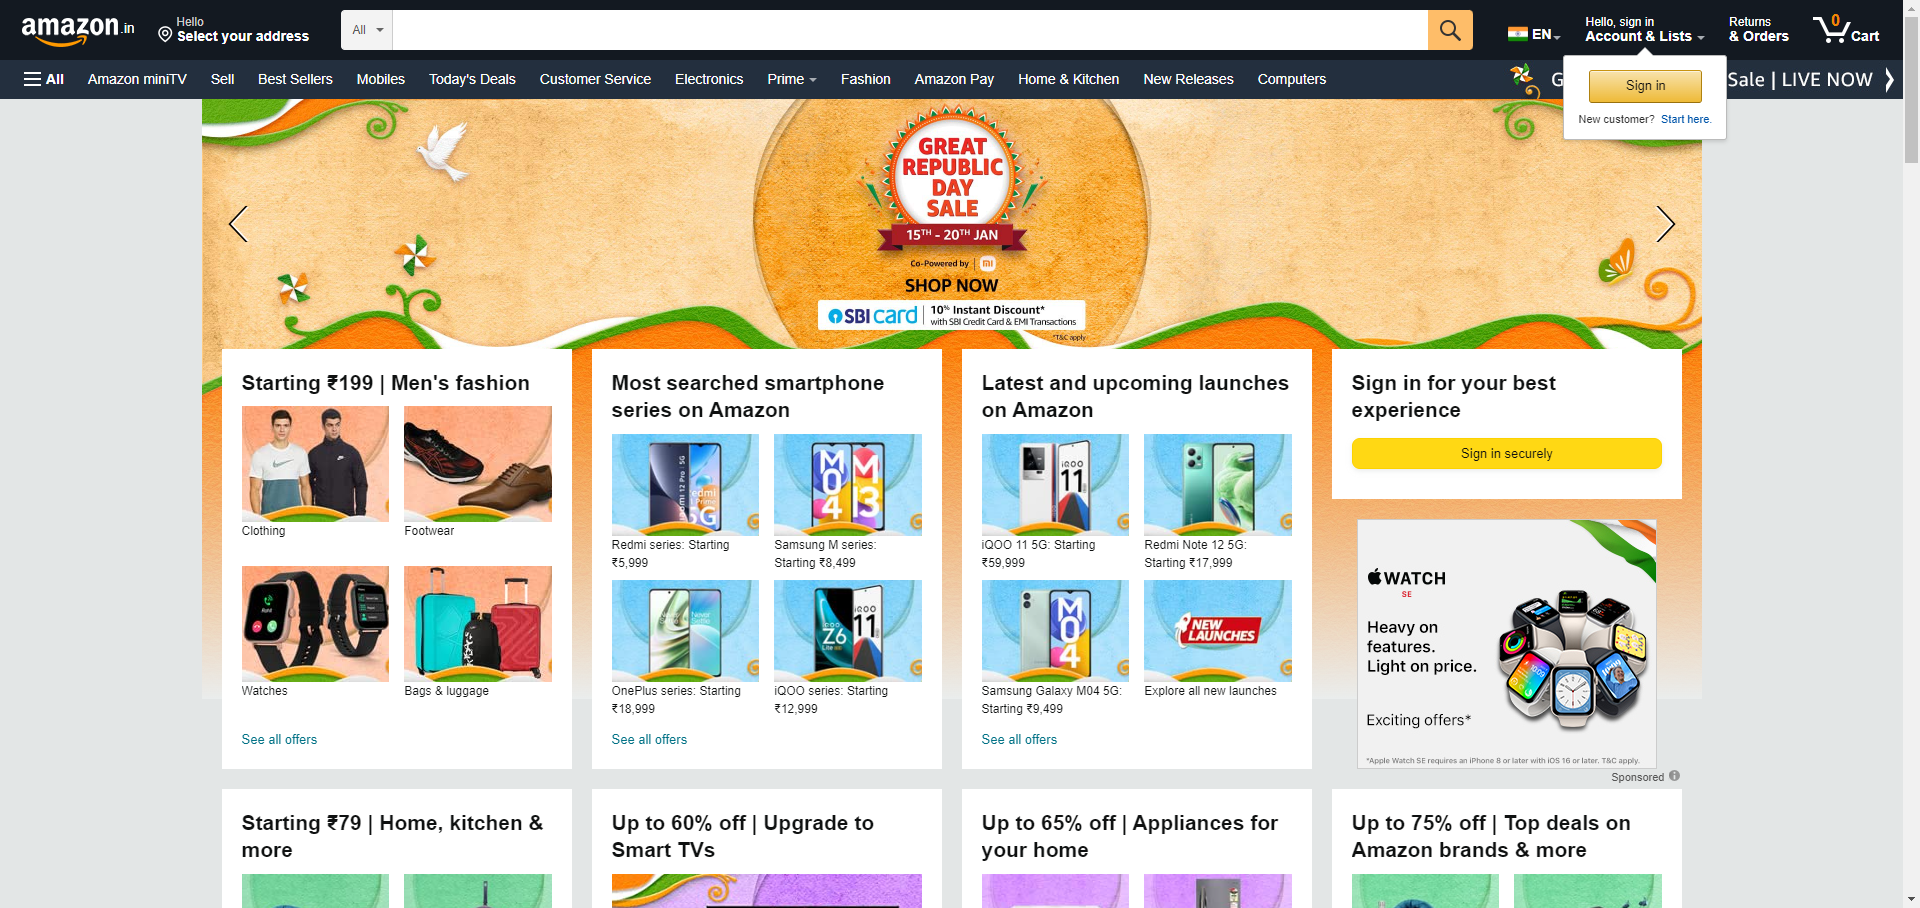 amazon.in
Hello
Select your address
All
EN
Hello, sign in
Account & Lists
Returns
& Orders
0
Cart
All
Amazon miniTV
Sell
Best Sellers
Mobiles
Today's Deals
Customer Service
Electronics
Prime
Fashion
Amazon Pay
Home & Kitchen
New Releases
Computers
G
Sale | LIVE NOW
Sign in
New customer? Start here.
GREAT
REPUBLIC
DAY
SALE
15TH - 20TH JAN
Co-Powered by | mi
SHOP NOW
SBI card
10% Instant Discount*
with SBI Credit Card & EMI Transactions
*T&C apply
Starting ₹199 | Men's fashion
Clothing
Footwear
Watches
Bags & luggage
See all offers
Most searched smartphone
series on Amazon
Redmi series: Starting
₹5,999
M04
M13
Samsung M series:
Starting ₹8,499
OnePlus series: Starting
₹18,999
iQOO
Z6
Lite
iQOO
11
iQOO series: Starting
₹12,999
See all offers
Latest and upcoming launches
on Amazon
iQOO
11
iQOO 11 5G: Starting
₹59,999
Redmi Note 12 5G:
Starting ₹17,999
M04
Samsung Galaxy M04 5G:
Starting ₹9,499
NEW
LAUNCHES
Explore all new launches
See all offers
Sign in for your best
experience
Sign in securely
WATCH
SE
Heavy on
features.
Light on price.
Exciting offers*
*Apple Watch SE requires an iPhone 8 or later with iOS 16 or later. T&C apply.
Sponsored
Starting ₹79 | Home, kitchen &
more
Up to 60% off | Upgrade to
Smart TVs
Up to 65% off | Appliances for
your home
Up to 75% off | Top deals on
Amazon brands & more